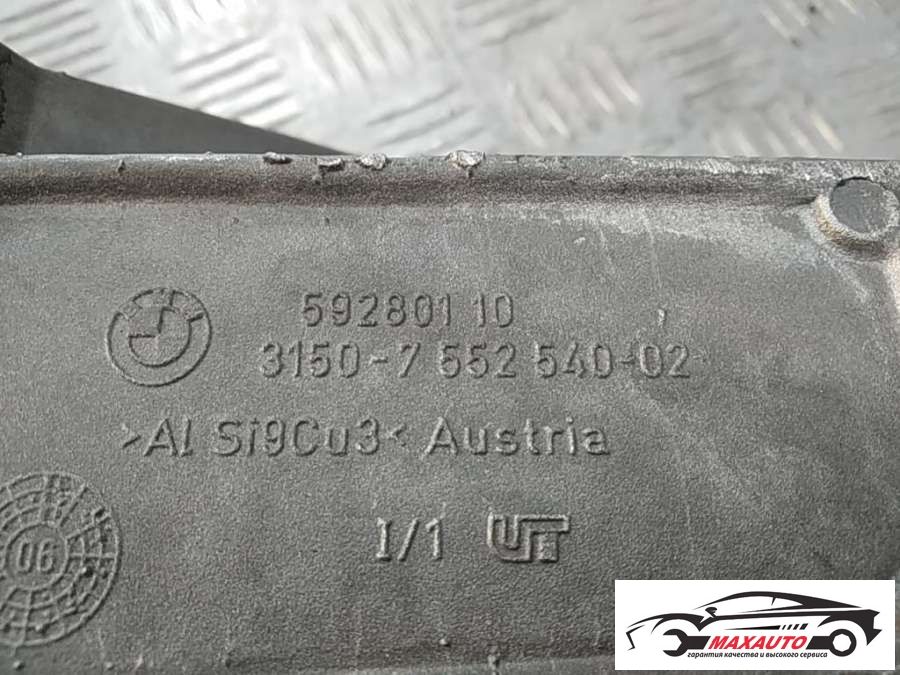 592801 10
3150-7 552 540-02
>Al Si9Cu3< Austria
I/1
06
MAXAUTO
гарантия качества и высокого сервиса